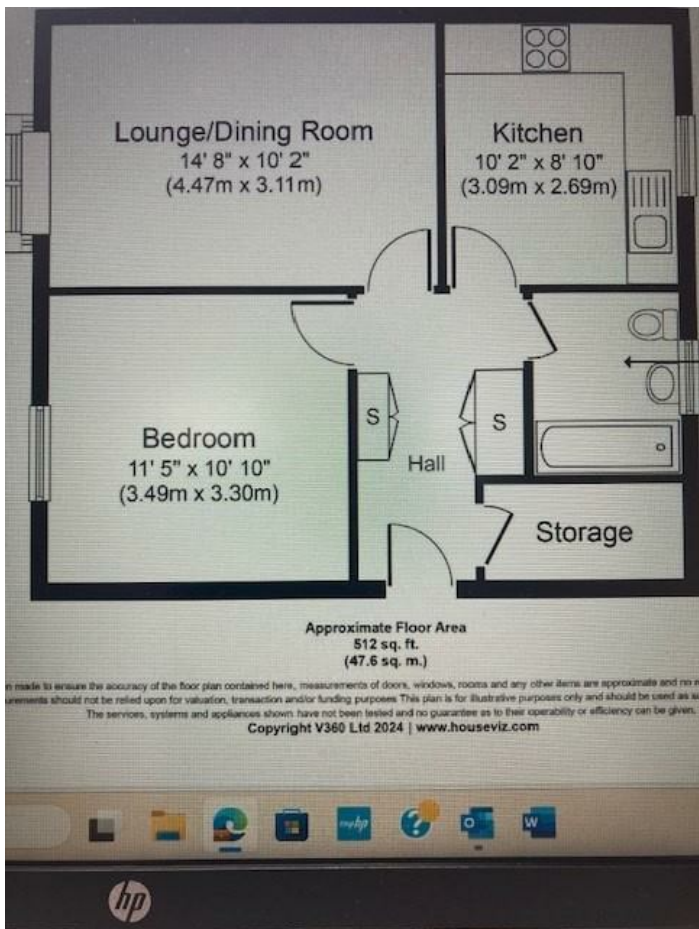 Lounge/Dining Room
14' 8" x 10' 2"
(4.47m x 3.11m)
Kitchen
10' 2" x 8' 10"
(3.09m x 2.69m)
Bedroom
11' 5" x 10' 10"
(3.49m x 3.30m)
S
S
Hall
Storage
Approximate Floor Area
512 sq. ft.
(47.6 sq. m.)
made to ensure the accuracy of the floor plan contained here, measurements of doors, windows, rooms and any other items are approximate and no
should not be relied upon for valuation, transaction and/or funding purposes This plan is for illustrative purposes only and should be used as
The services, systems and appliances shown have not been tested and no guarantee as to their operability or efficiency can be given.
Copyright V360 Ltd 2024 | www.houseviz.com
myhp
?
O
W
hp